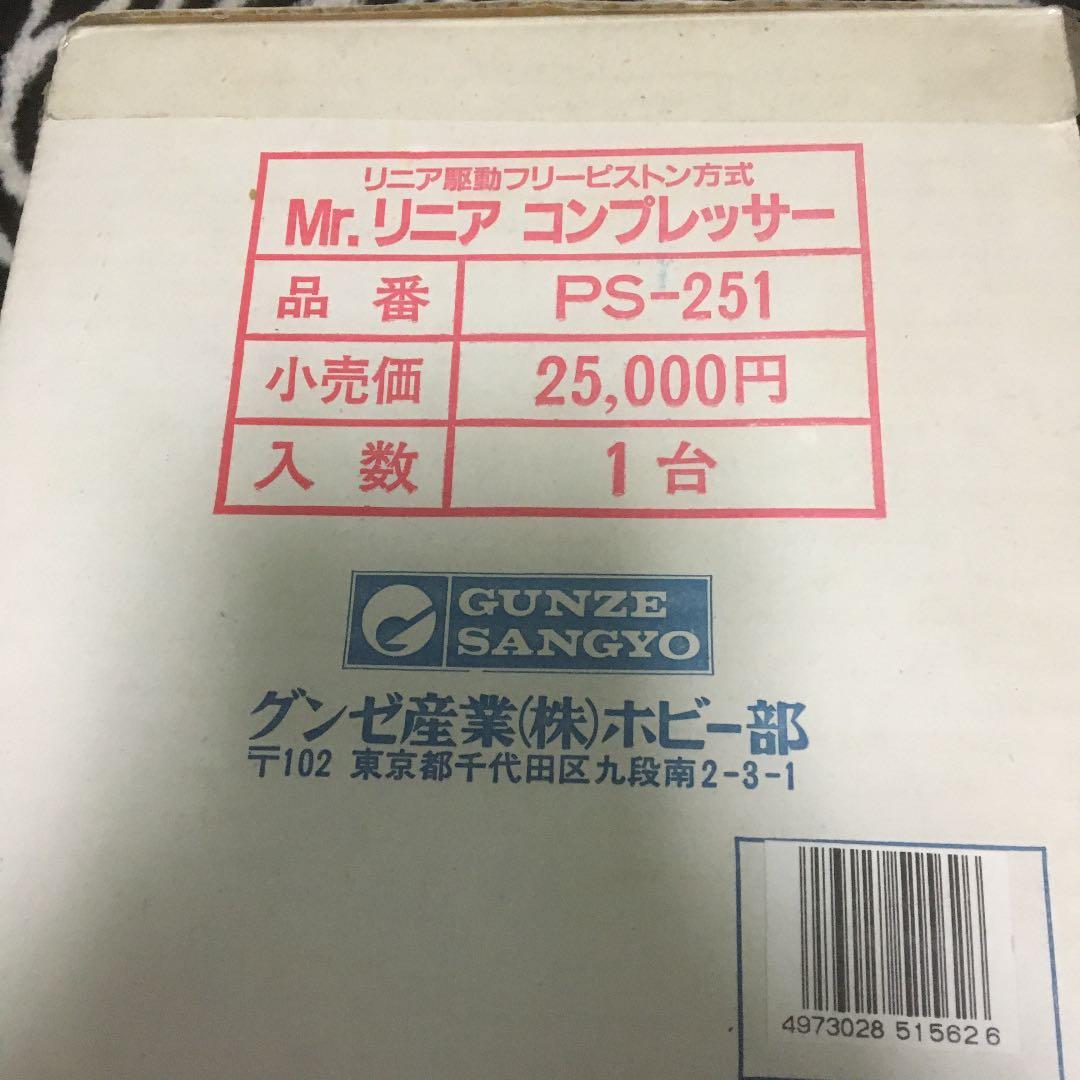 リニア駆動フリーピストン方式
Mr.リニア コンプレッサー
品番 PS-251
小売価 25,000円
入数 1台
GUNZE
SANGYO
グンゼ産業(株)ホビー部
〒102 東京都千代田区九段南2-3-1
4973028 515626